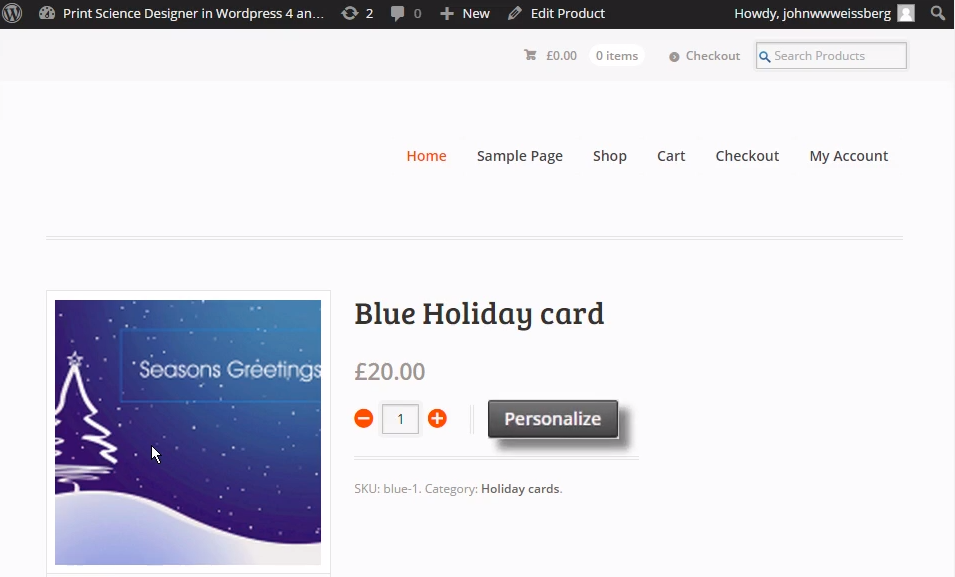 Print Science Designer in Wordpress 4 an… 2 0 New Edit Product Howdy, johnwwweissberg
£0.00 0 items Checkout Search Products
Home Sample Page Shop Cart Checkout My Account
Blue Holiday card
Seasons Greetings
£20.00
1 Personalize
SKU: blue-1. Category: Holiday cards.